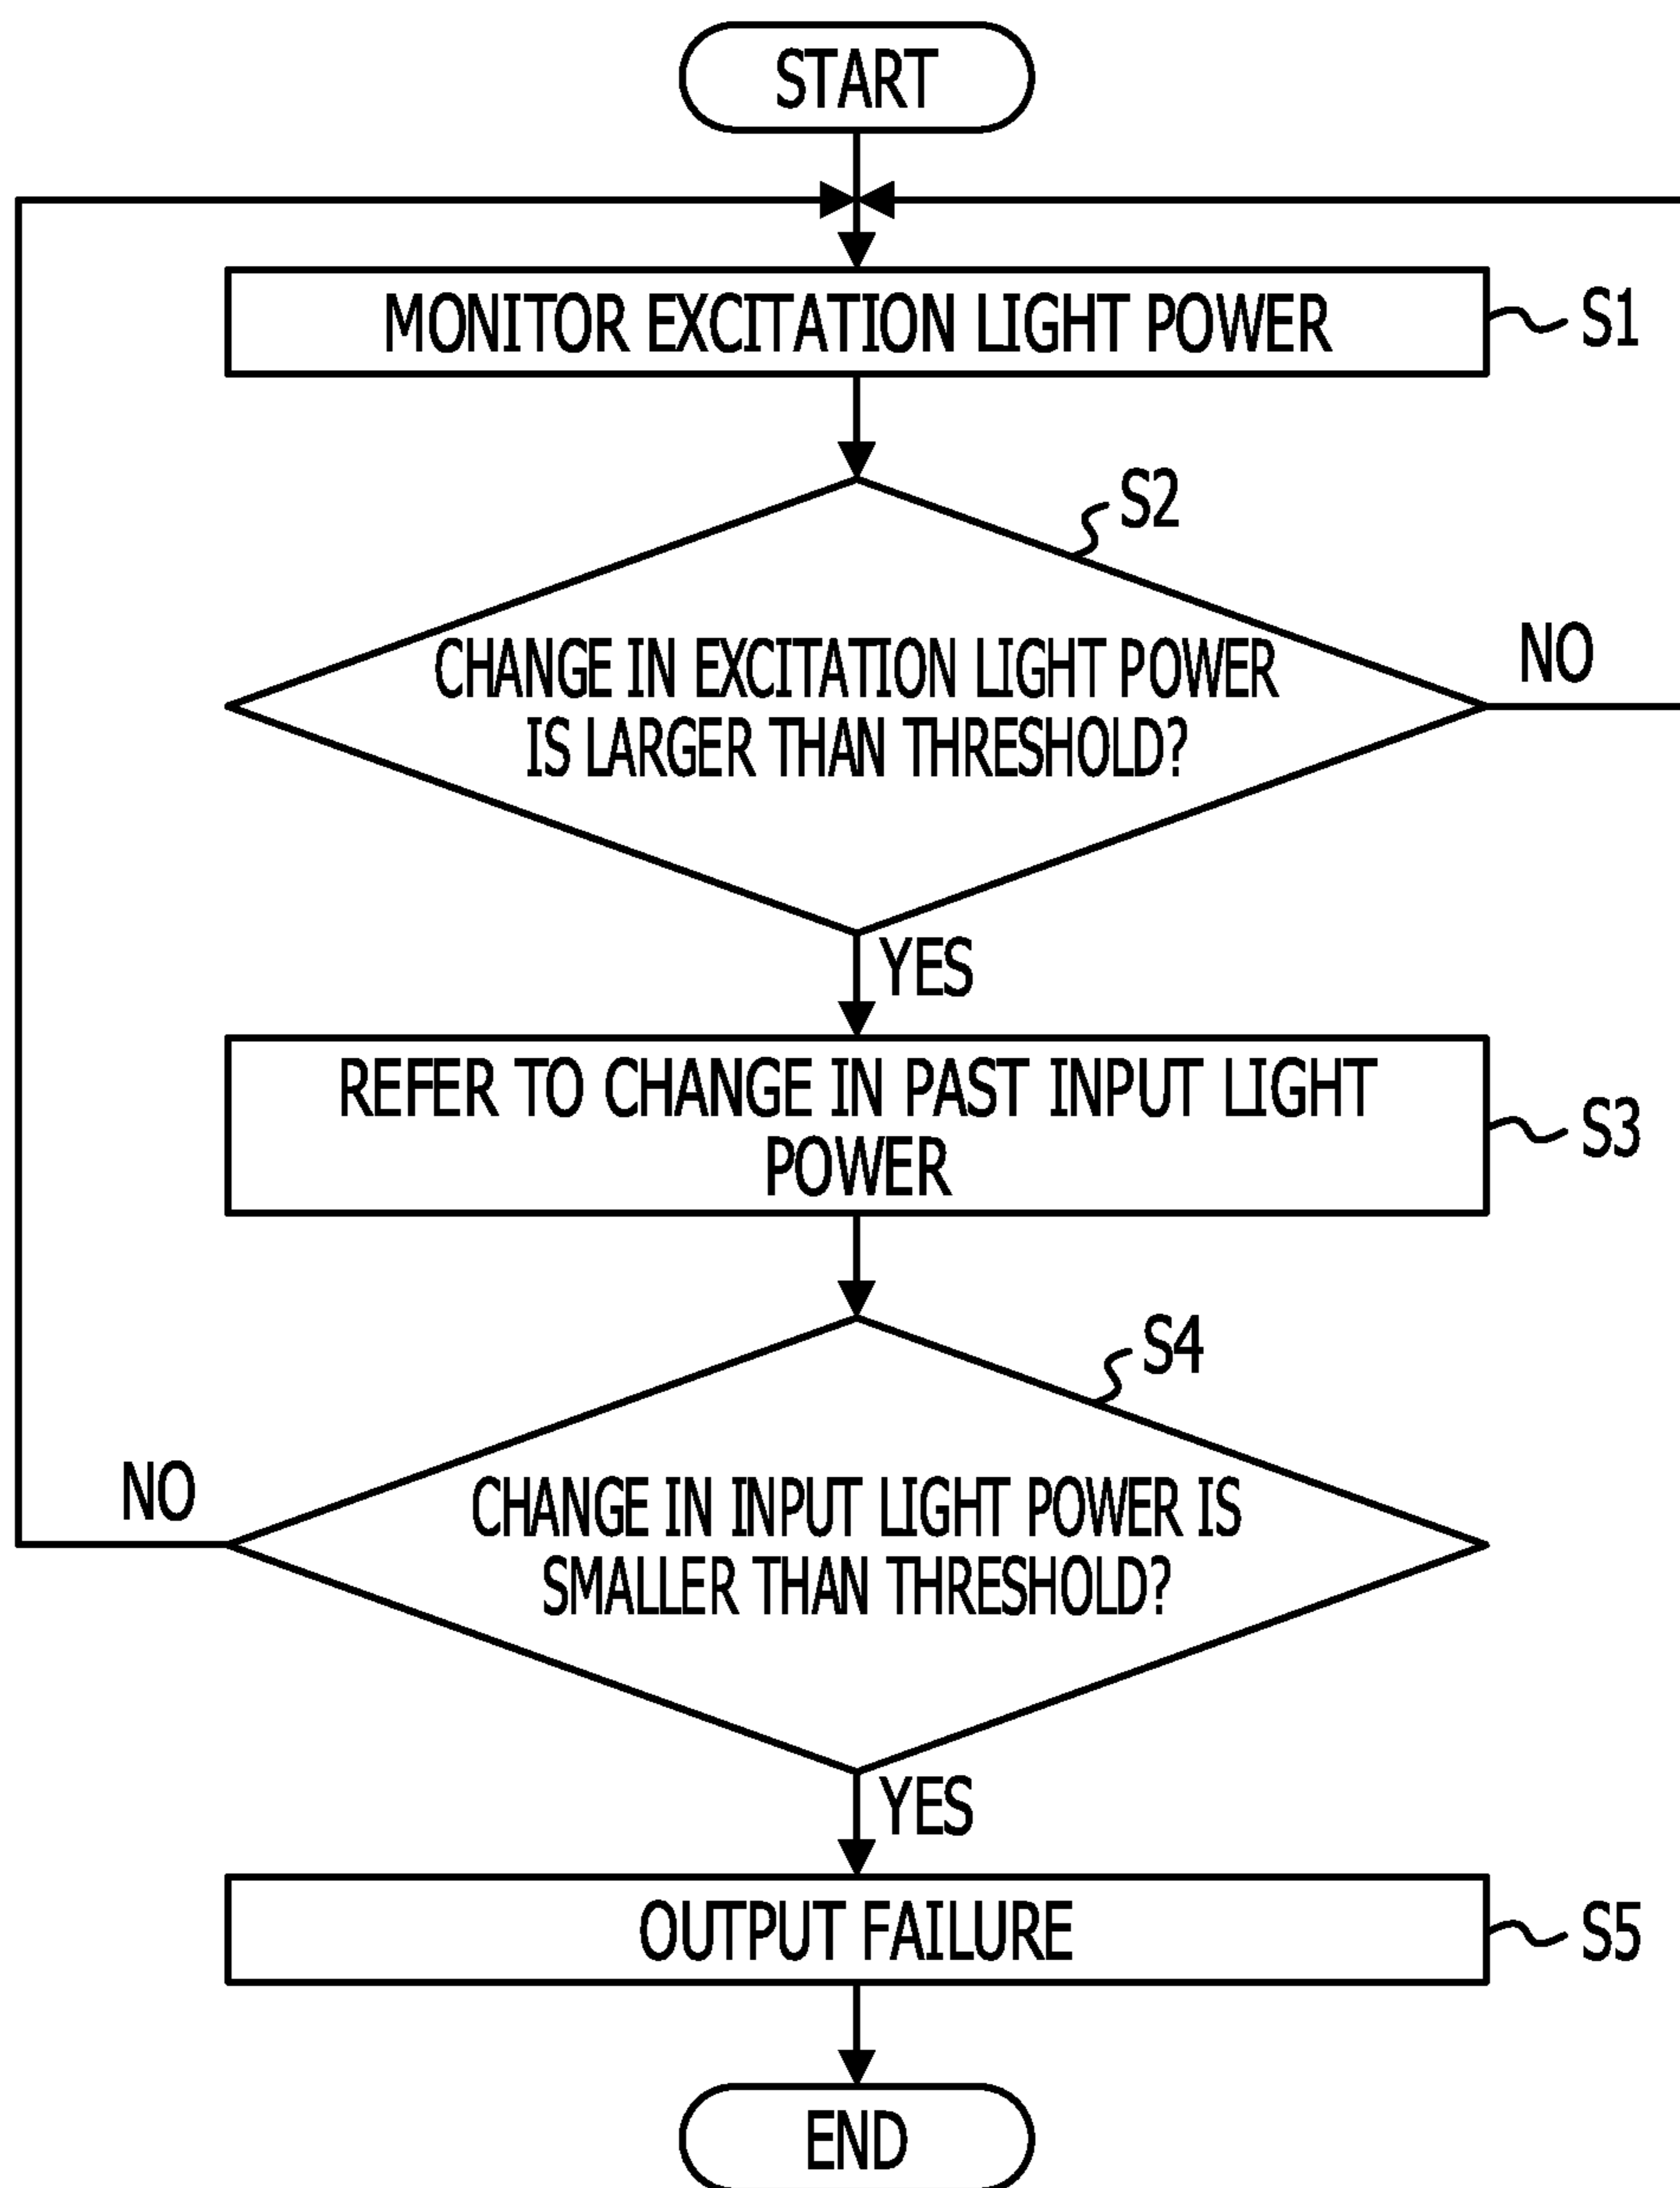 START
MONITOR EXCITATION LIGHT POWER
S1
S2
CHANGE IN EXCITATION LIGHT POWER
IS LARGER THAN THRESHOLD?
NO
YES
REFER TO CHANGE IN PAST INPUT LIGHT
POWER
S3
S4
CHANGE IN INPUT LIGHT POWER IS
SMALLER THAN THRESHOLD?
NO
YES
OUTPUT FAILURE
S5
END